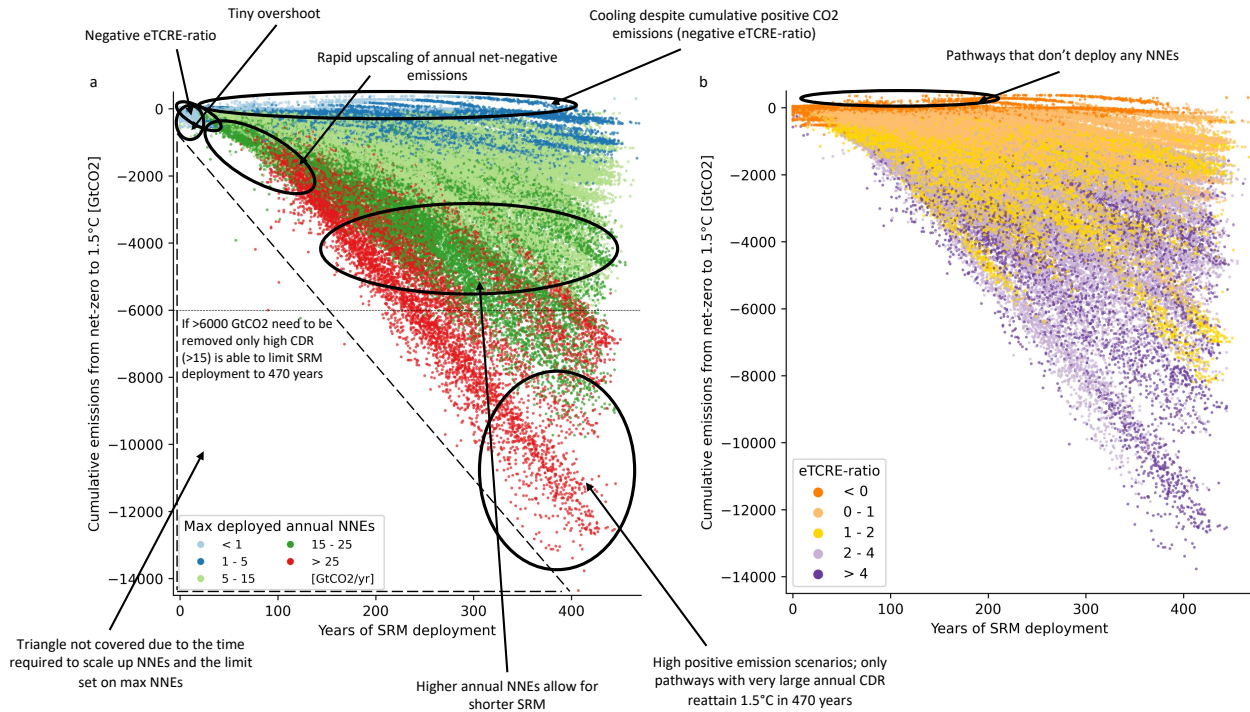 Tiny overshoot
Cooling despite cumulative positive CO2
emissions (negative eTCRE-ratio)
Negative eTCRE-ratio
Rapid upscaling of annual net-negative
emissions
Pathways that don't deploy any NNEs
a
b
Cumulative emissions from net-zero to 1.5°C [GtCO2]
0
−2000
−4000
−6000
−8000
−10000
−12000
−14000
If >6000 GtCO2 need to be
removed only high CDR
(>15) is able to limit SRM
deployment to 470 years
Max deployed annual NNEs
< 1
1 - 5
5 - 15
15 - 25
> 25
[GtCO2/yr]
0
100
200
300
400
Years of SRM deployment
Cumulative emissions from net-zero to 1.5°C [GtCO2]
0
−2000
−4000
−6000
−8000
−10000
−12000
−14000
eTCRE-ratio
< 0
0 - 1
1 - 2
2 - 4
> 4
0
100
200
300
400
Years of SRM deployment
Triangle not covered due to the time
required to scale up NNEs and the limit
set on max NNEs
Higher annual NNEs allow for
shorter SRM
High positive emission scenarios; only
pathways with very large annual CDR
reattain 1.5°C in 470 years